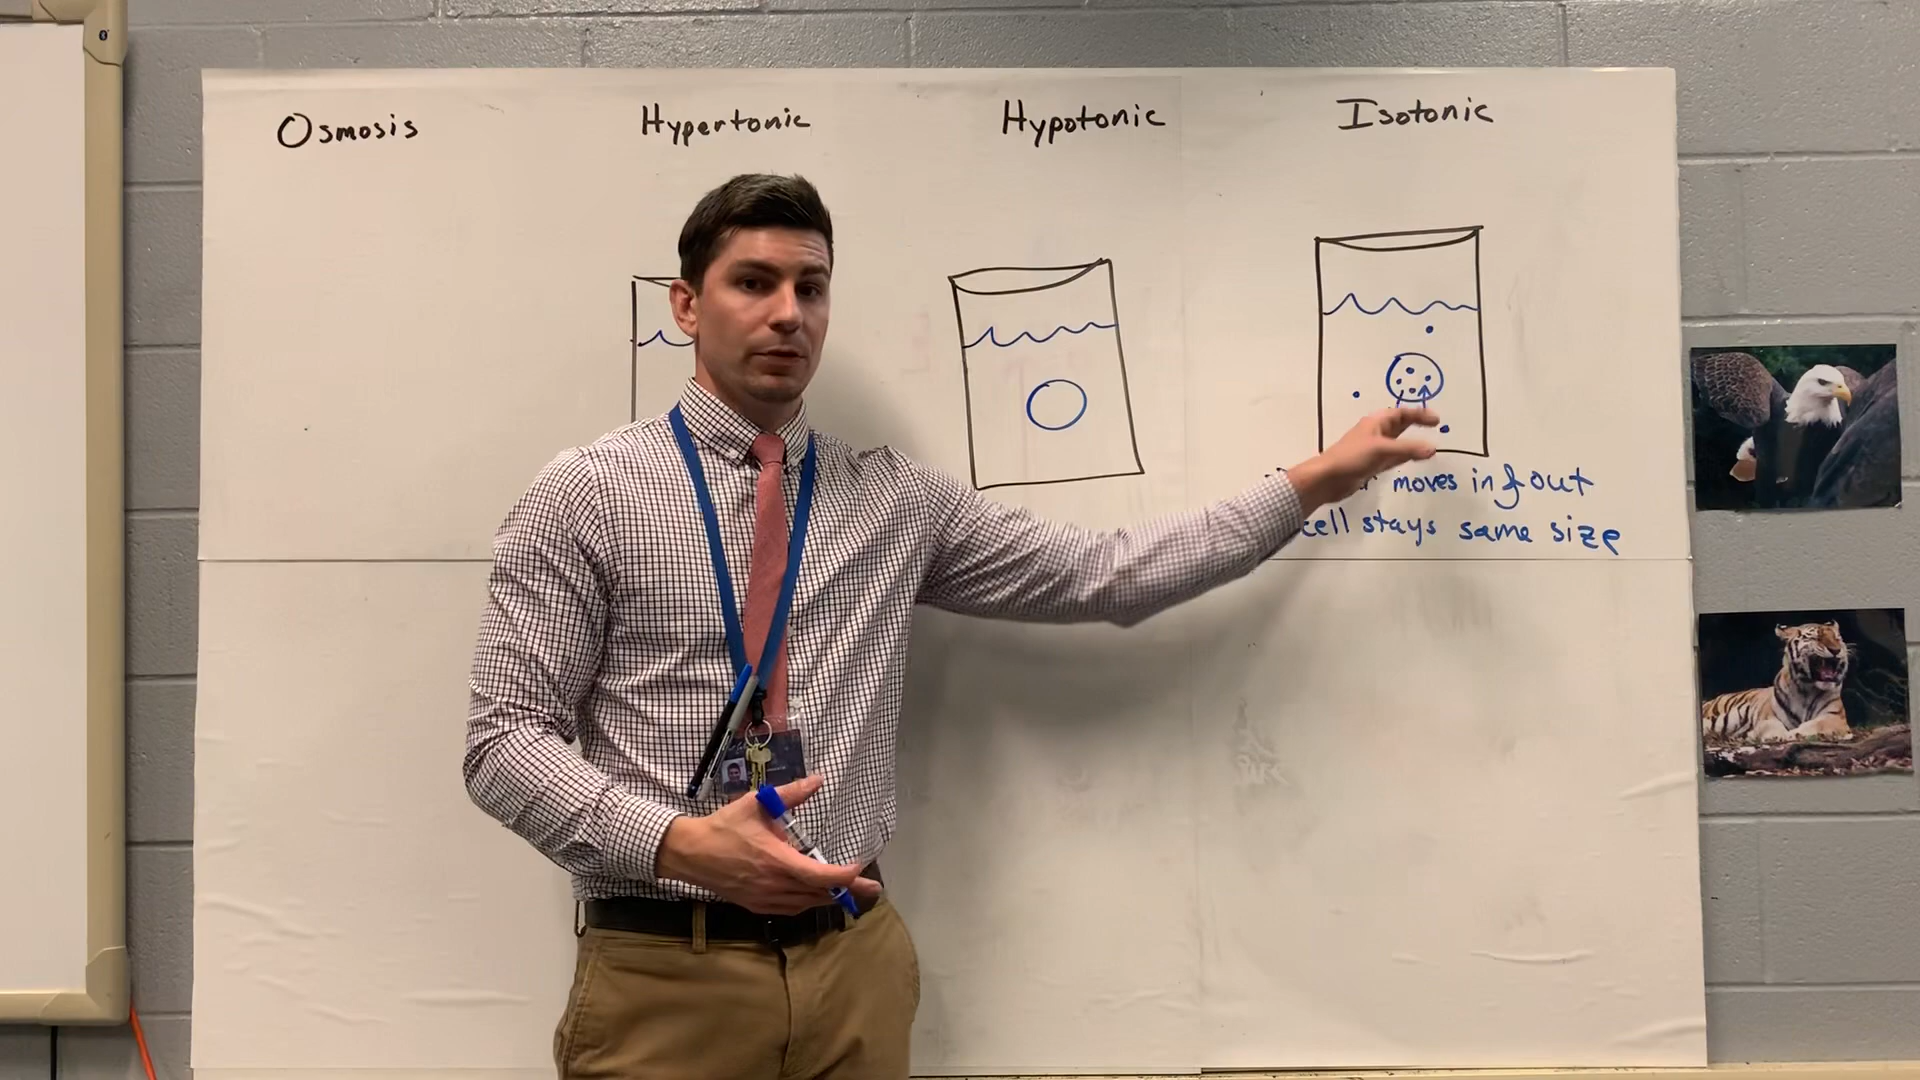 Osmosis
Hypertonic
Hypotonic
Isotonic
moves in & out
cell stays same size